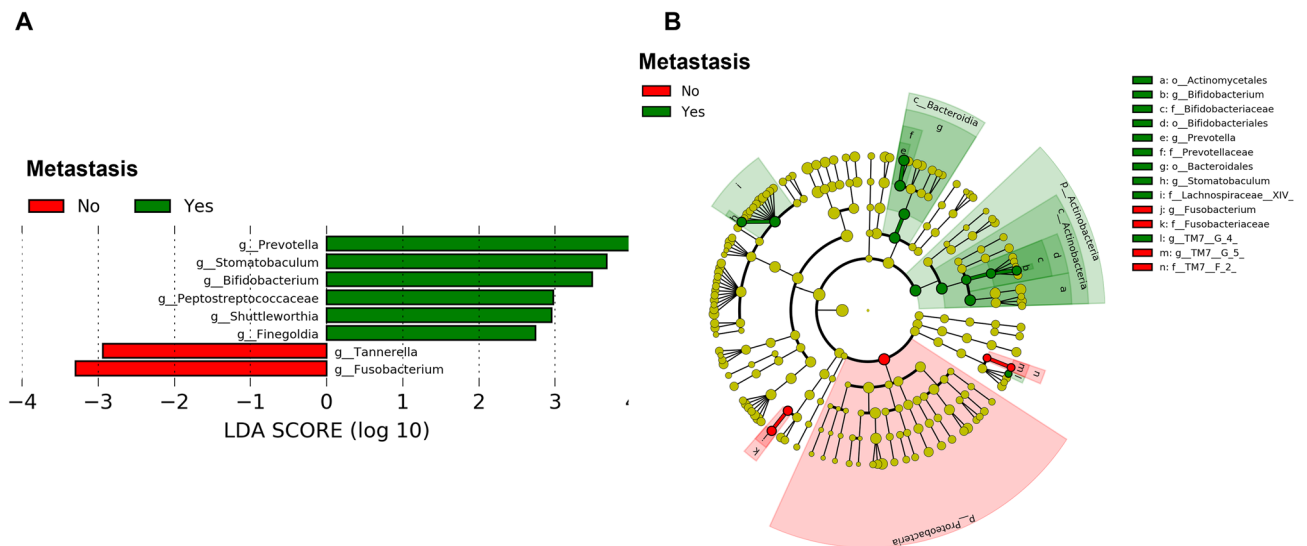 A
Metastasis
No
Yes
g__Prevotella
g__Stomatobaculum
g__Bifidobacterium
g__Peptostreptococcaceae
g__Shuttleworthia
g__Finegoldia
g__Tannerella
g__Fusobacterium
−4 −3 −2 −1 0 1 2 3
LDA SCORE (log 10)
B
Metastasis
No
Yes
c__Bacteroidia
g
f
e
p__Actinobacteria
c__Actinobacteria
d
c
b
a
i
n
m
l
k
p__Proteobacteria
a: o__Actinomycetales
b: g__Bifidobacterium
c: f__Bifidobacteriaceae
d: o__Bifidobacteriales
e: g__Prevotella
f: f__Prevotellaceae
g: o__Bacteroidales
h: g__Stomatobaculum
i: f__Lachnospiraceae__XIV_
j: g__Fusobacterium
k: f__Fusobacteriaceae
l: g__TM7__G_4_
m: g__TM7__G_5_
n: f__TM7__F_2_